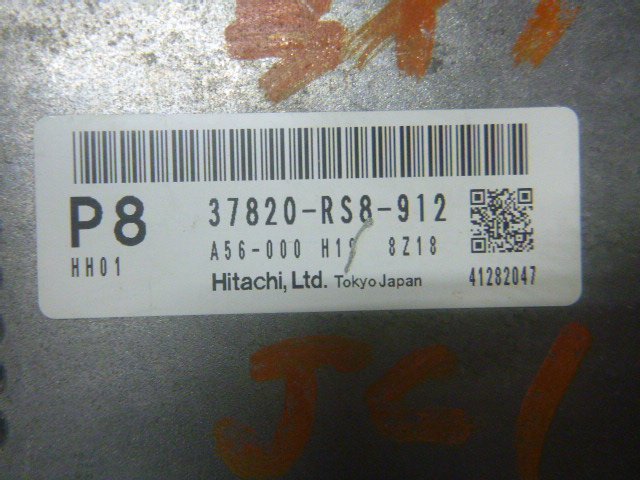 P8
37820-RS8-912
HH01
A56-000 8Z18
Hitachi, Ltd. Tokyo Japan
41282047
JC1